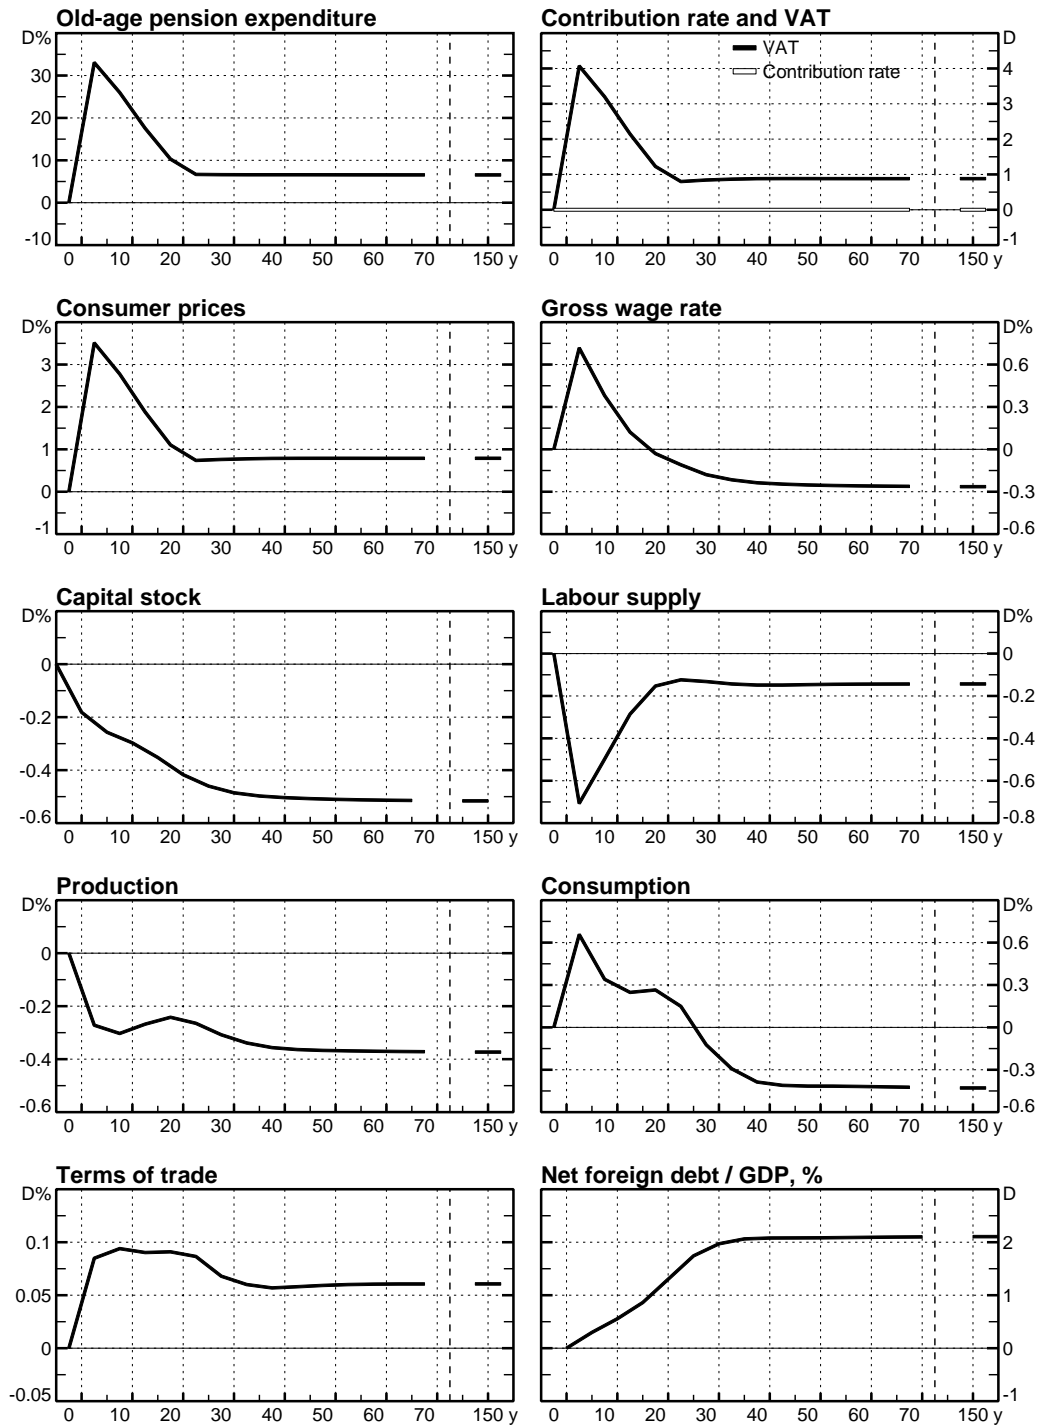 Old-age pension expenditure
Contribution rate and VAT
D%
30
20
10
0
-10
0 10 20 30 40 50 60 70 150 y
D
4
3
2
1
0
-1
VAT
Contribution rate
0 10 20 30 40 50 60 70 150 y
Consumer prices
Gross wage rate
D%
3
2
1
0
-1
0 10 20 30 40 50 60 70 150 y
D%
0.6
0.3
0
-0.3
-0.6
0 10 20 30 40 50 60 70 150 y
Capital stock
Labour supply
D%
0
-0.2
-0.4
-0.6
0 10 20 30 40 50 60 70 150 y
D%
0
-0.2
-0.4
-0.6
-0.8
0 10 20 30 40 50 60 70 150 y
Production
Consumption
D%
0
-0.2
-0.4
-0.6
0 10 20 30 40 50 60 70 150 y
D%
0.6
0.3
0
-0.3
-0.6
0 10 20 30 40 50 60 70 150 y
Terms of trade
Net foreign debt / GDP, %
D%
0.1
0.05
0
-0.05
0 10 20 30 40 50 60 70 150 y
D
2
1
0
-1
0 10 20 30 40 50 60 70 150 y